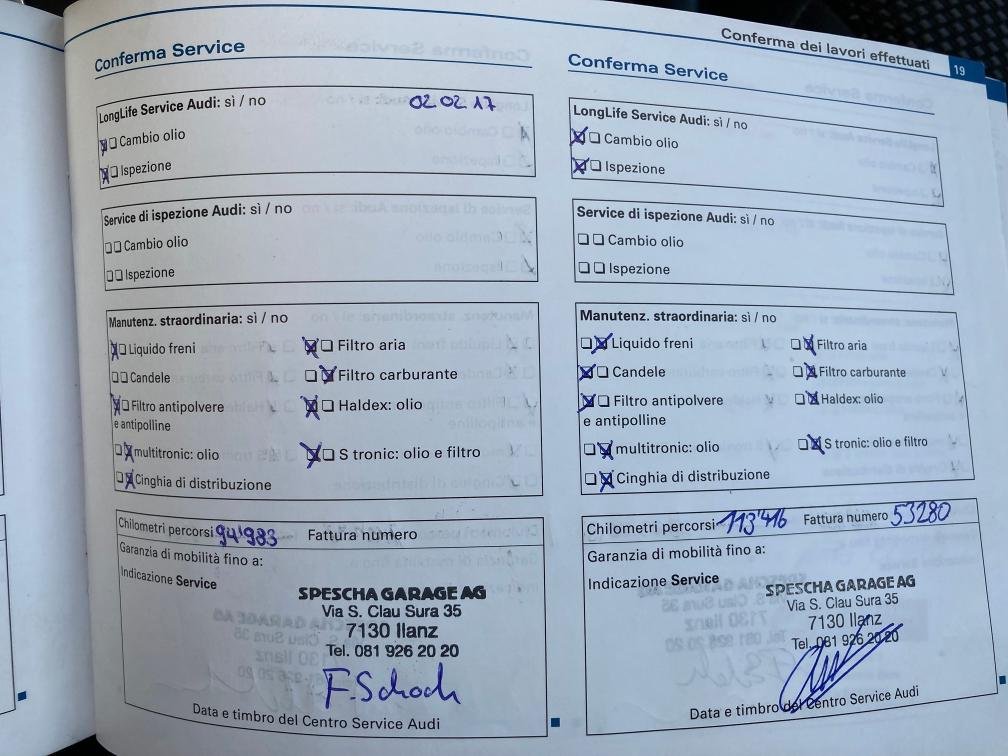 Conferma dei lavori effettuati 19
Conferma Service
LongLife Service Audi: sì / no 02 02 17
Cambio olio
Ispezione
Service di ispezione Audi: sì / no
Cambio olio
Ispezione
Manutenz. straordinaria: sì / no
Liquido freni Filtro aria
Candele Filtro carburante
Filtro antipolvere Haldex: olio
e antipolline
multitronic: olio S tronic: olio e filtro
Cinghia di distribuzione
Chilometri percorsi 94'983 Fattura numero
Garanzia di mobilità fino a:
Indicazione Service
SPESCHA GARAGE AG
Via S. Clau Sura 35
7130 Ilanz
Tel. 081 926 20 20
F. Schoch
Data e timbro del Centro Service Audi
Conferma Service
LongLife Service Audi: sì / no
Cambio olio
Ispezione
Service di ispezione Audi: sì / no
Cambio olio
Ispezione
Manutenz. straordinaria: sì / no
Liquido freni Filtro aria
Candele Filtro carburante
Filtro antipolvere Haldex: olio
e antipolline
multitronic: olio S tronic: olio e filtro
Cinghia di distribuzione
Chilometri percorsi 113'416 Fattura numero 53280
Garanzia di mobilità fino a:
Indicazione Service
SPESCHA GARAGE AG
Via S. Clau Sura 35
7130 Ilanz
Tel. 081 926 20 20
Data e timbro del Centro Service Audi